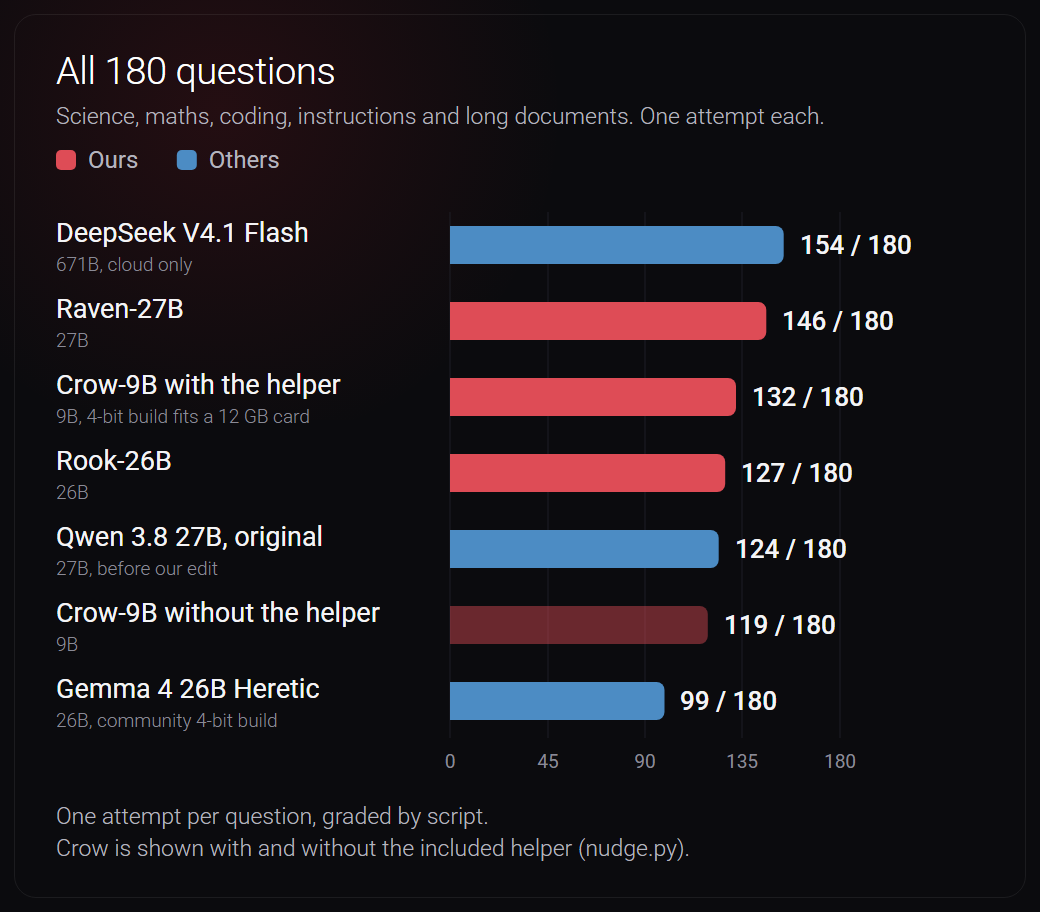 All 180 questions
Science, maths, coding, instructions and long documents. One attempt each.
Ours Others
DeepSeek V4.1 Flash
671B, cloud only
154 / 180
Raven-27B
27B
146 / 180
Crow-9B with the helper
9B, 4-bit build fits a 12 GB card
132 / 180
Rook-26B
26B
127 / 180
Qwen 3.8 27B, original
27B, before our edit
124 / 180
Crow-9B without the helper
9B
119 / 180
Gemma 4 26B Heretic
26B, community 4-bit build
99 / 180
0 45 90 135 180
One attempt per question, graded by script.
Crow is shown with and without the included helper (nudge.py).